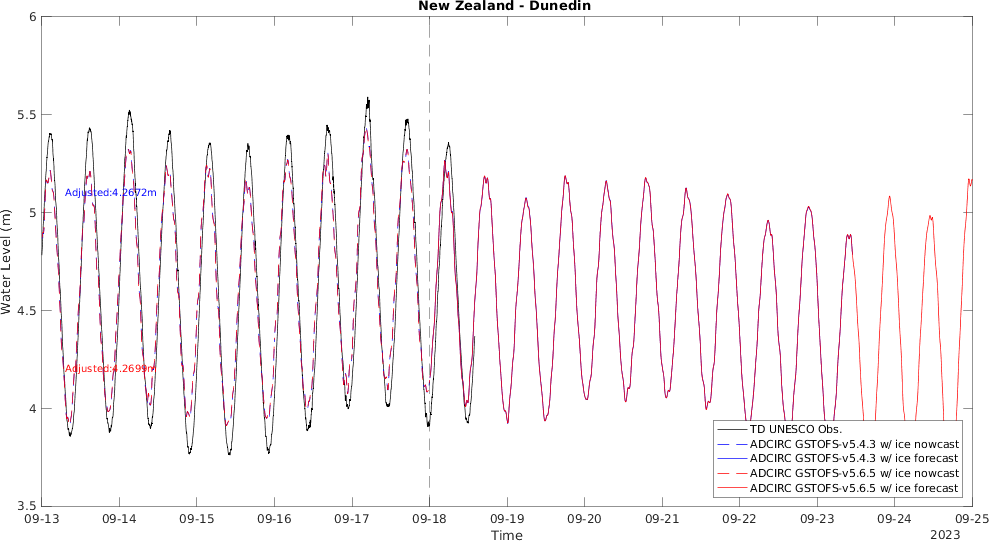 New Zealand - Dunedin
6
5.5
5
4.5
4
3.5
Water Level (m)
Adjusted:4.2672m
Adjusted:4.2699m
TD UNESCO Obs.
ADCIRC GSTOFS-v5.4.3 w/ ice nowcast
ADCIRC GSTOFS-v5.4.3 w/ ice forecast
ADCIRC GSTOFS-v5.6.5 w/ ice nowcast
ADCIRC GSTOFS-v5.6.5 w/ ice forecast
09-13 09-14 09-15 09-16 09-17 09-18 09-19 09-20 09-21 09-22 09-23 09-24 09-25
Time
2023